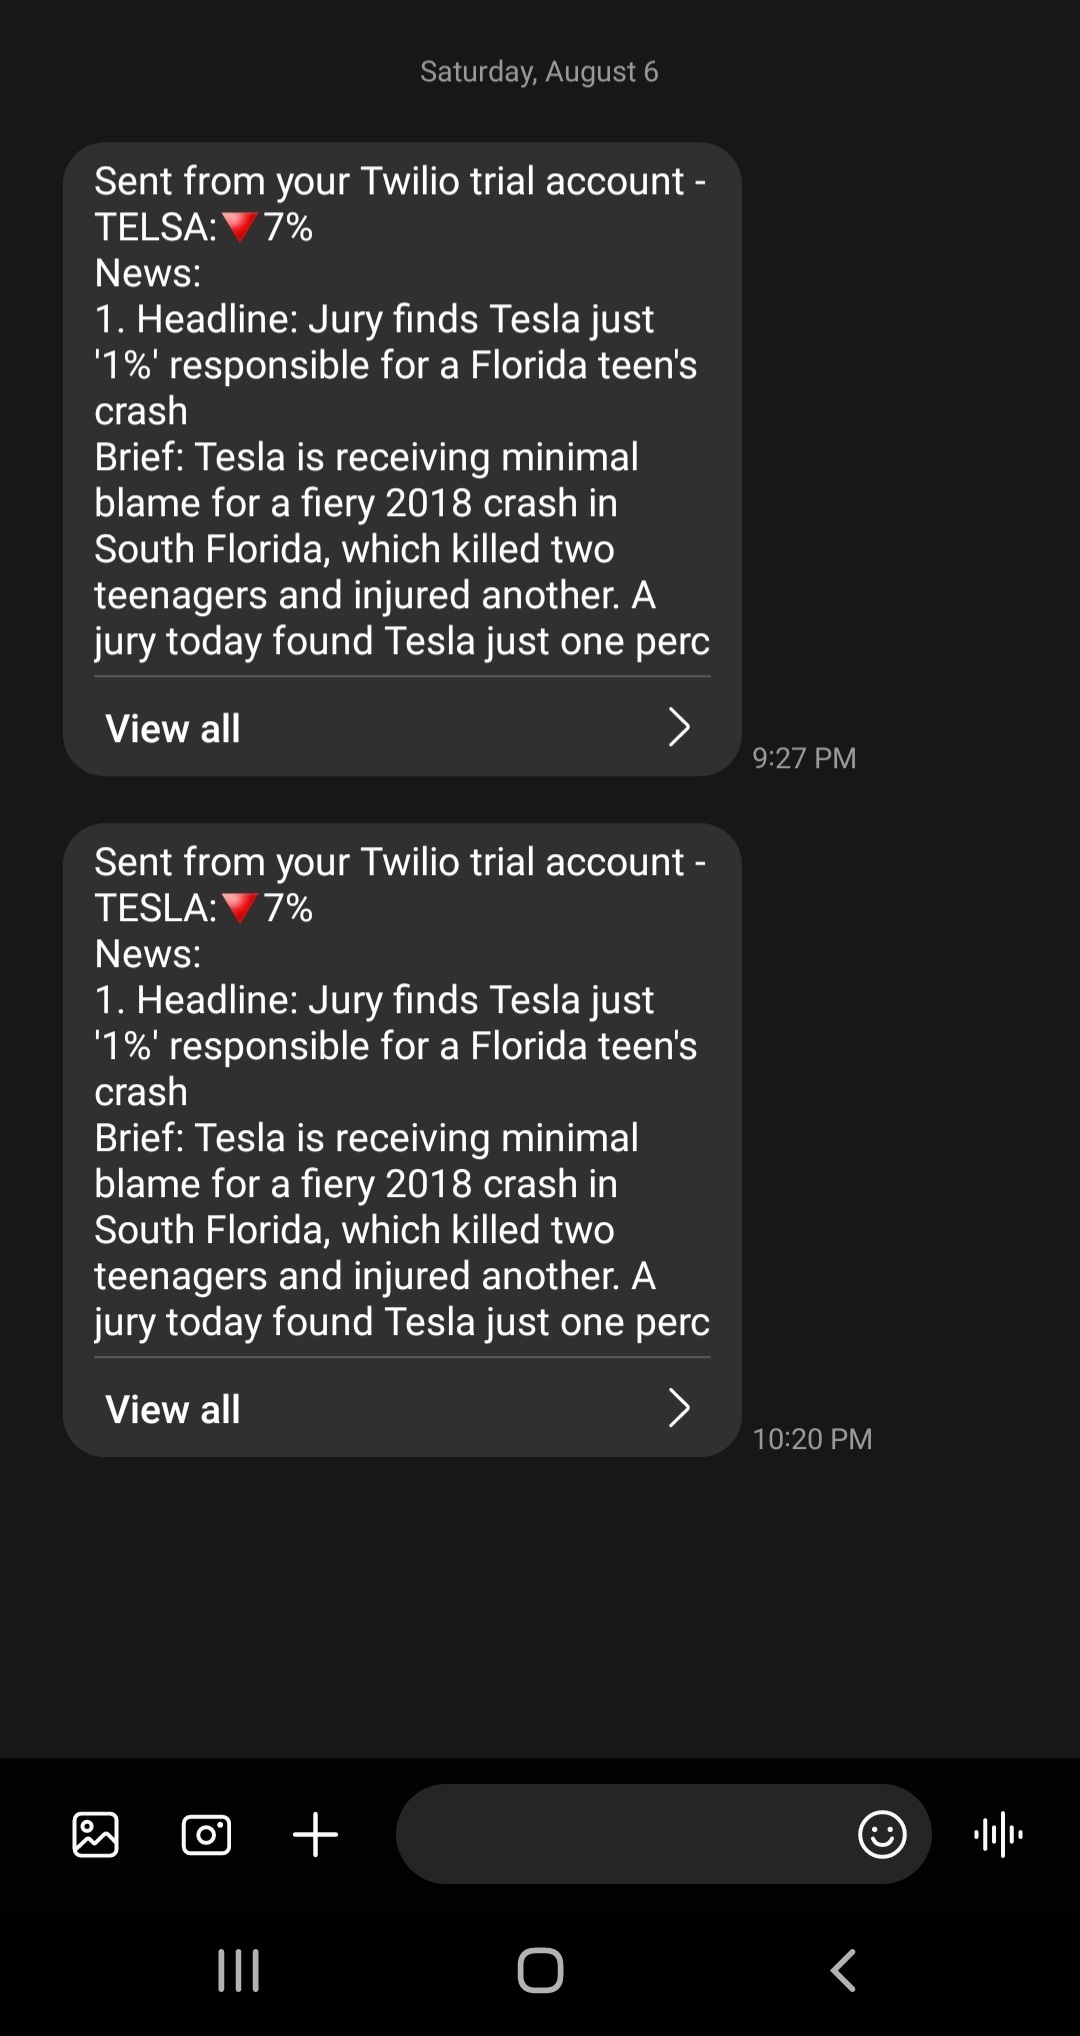 Saturday, August 6
Sent from your Twilio trial account -
TELSA:🔻7%
News:
1. Headline: Jury finds Tesla just
'1%' responsible for a Florida teen's
crash
Brief: Tesla is receiving minimal
blame for a fiery 2018 crash in
South Florida, which killed two
teenagers and injured another. A
jury today found Tesla just one perc
View all
9:27 PM
Sent from your Twilio trial account -
TESLA:🔻7%
News:
1. Headline: Jury finds Tesla just
'1%' responsible for a Florida teen's
crash
Brief: Tesla is receiving minimal
blame for a fiery 2018 crash in
South Florida, which killed two
teenagers and injured another. A
jury today found Tesla just one perc
View all
10:20 PM